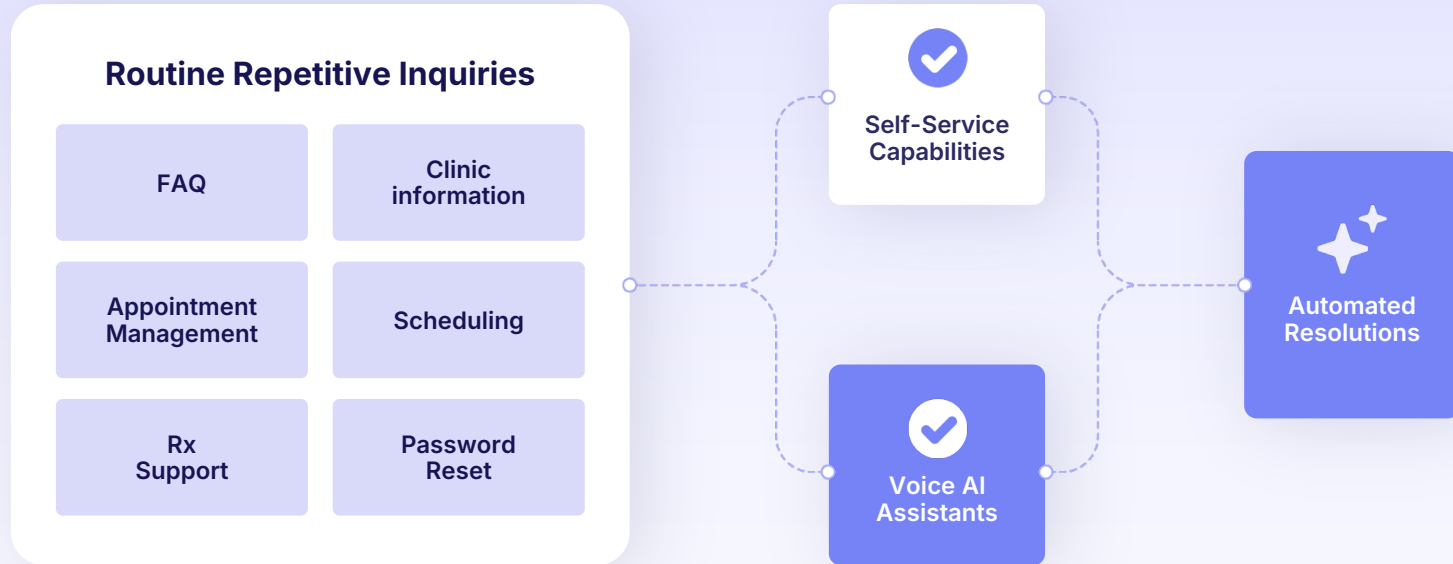 Routine Repetitive Inquiries
FAQ
Clinic
information
Appointment
Management
Scheduling
Rx
Support
Password
Reset
Self-Service
Capabilities
Voice AI
Assistants
Automated
Resolutions